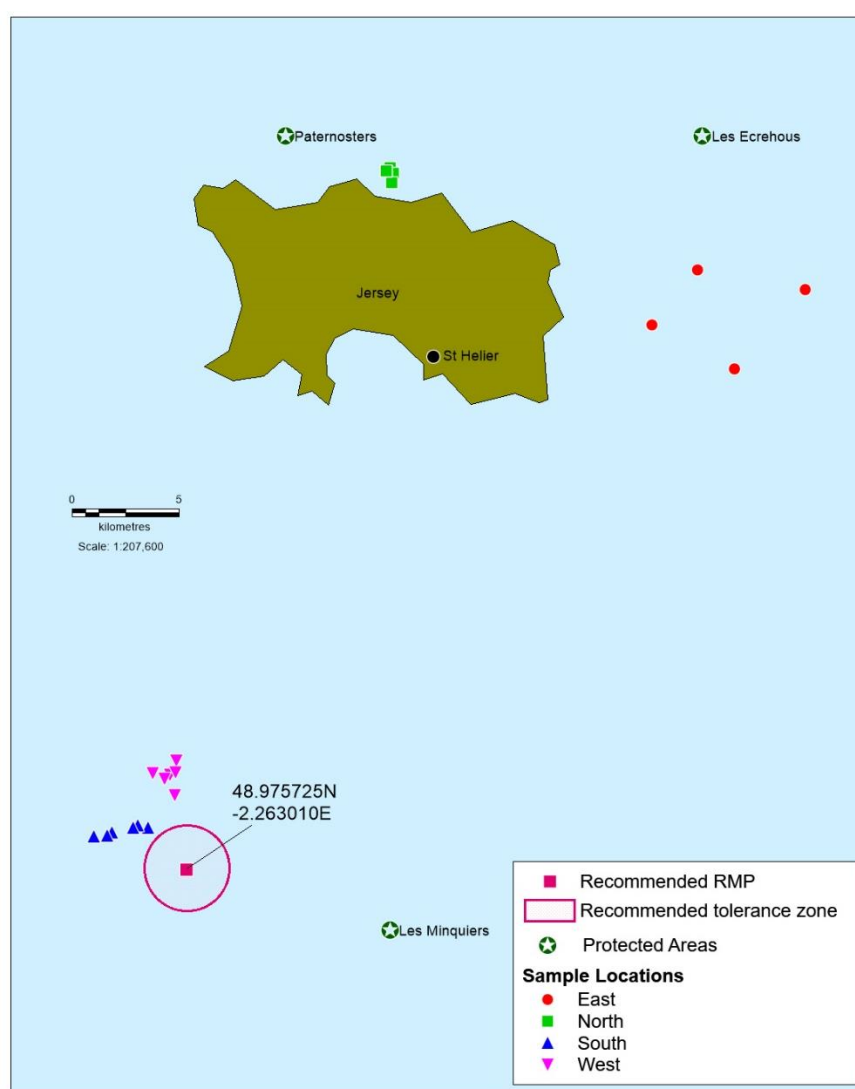 Paternosters
Les Ecrehous
Jersey
St Helier
0 5
kilometres
Scale: 1:207,600
48.975725N
-2.263010E
Les Minquiers
Recommended RMP
Recommended tolerance zone
Protected Areas
Sample Locations
East
North
South
West